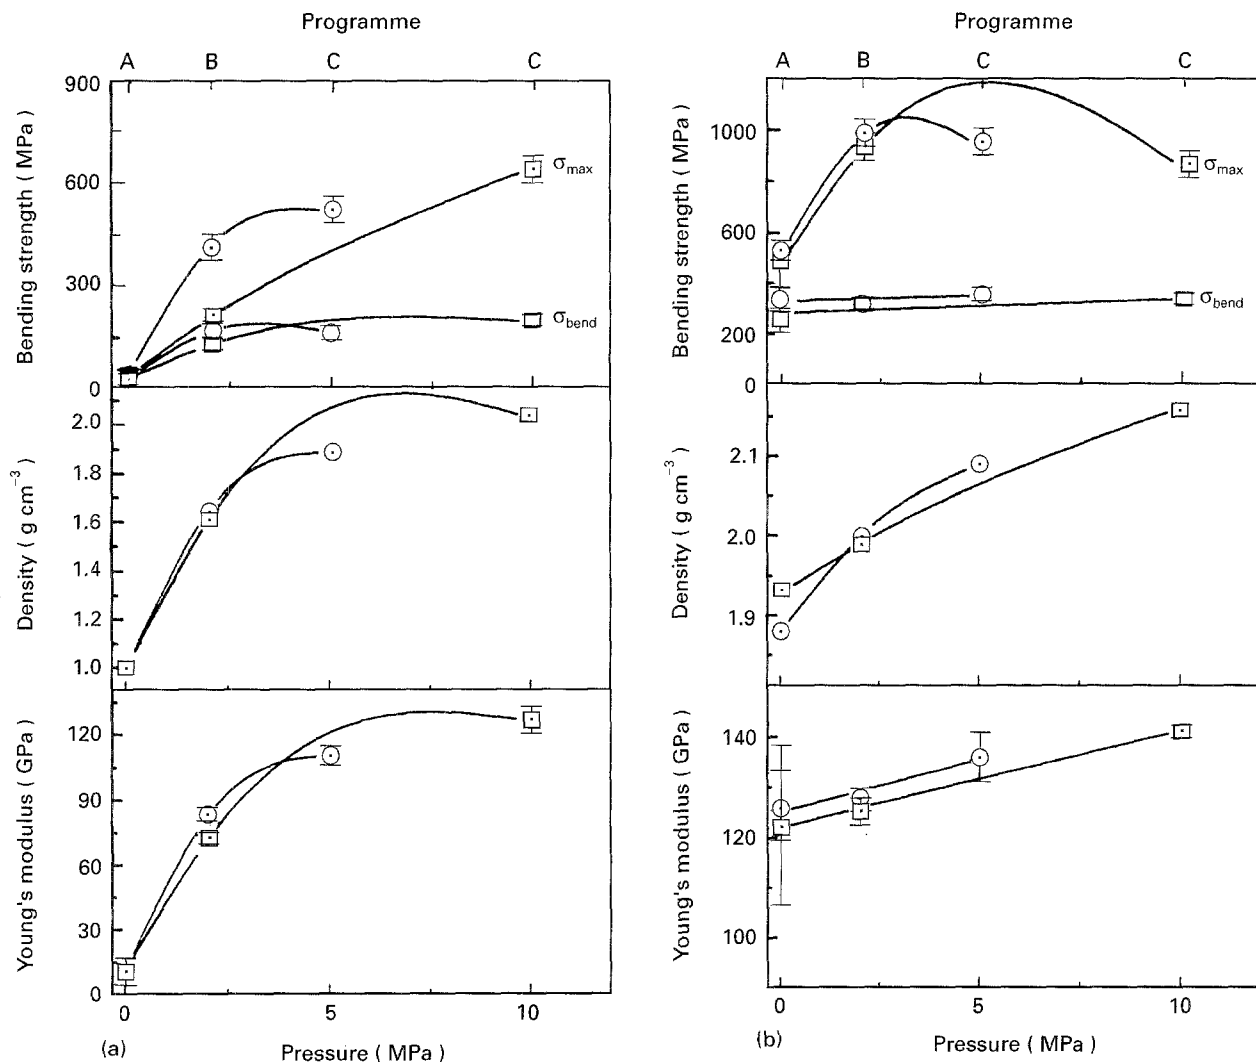 Programme
A B C C
Bending strength ( MPa )
900
600
300
0
σmax
σbend
Density ( g cm−3 )
2.0
1.8
1.6
1.4
1.2
1.0
Young's modulus ( GPa )
120
90
60
30
0
0 5 10
(a) Pressure ( MPa )
Programme
A B C C
Bending strength ( MPa )
1000
600
200
0
σmax
σbend
Density ( g cm−3 )
2.1
2.0
1.9
Young's modulus ( GPa )
140
120
100
0 5 10
(b) Pressure ( MPa )